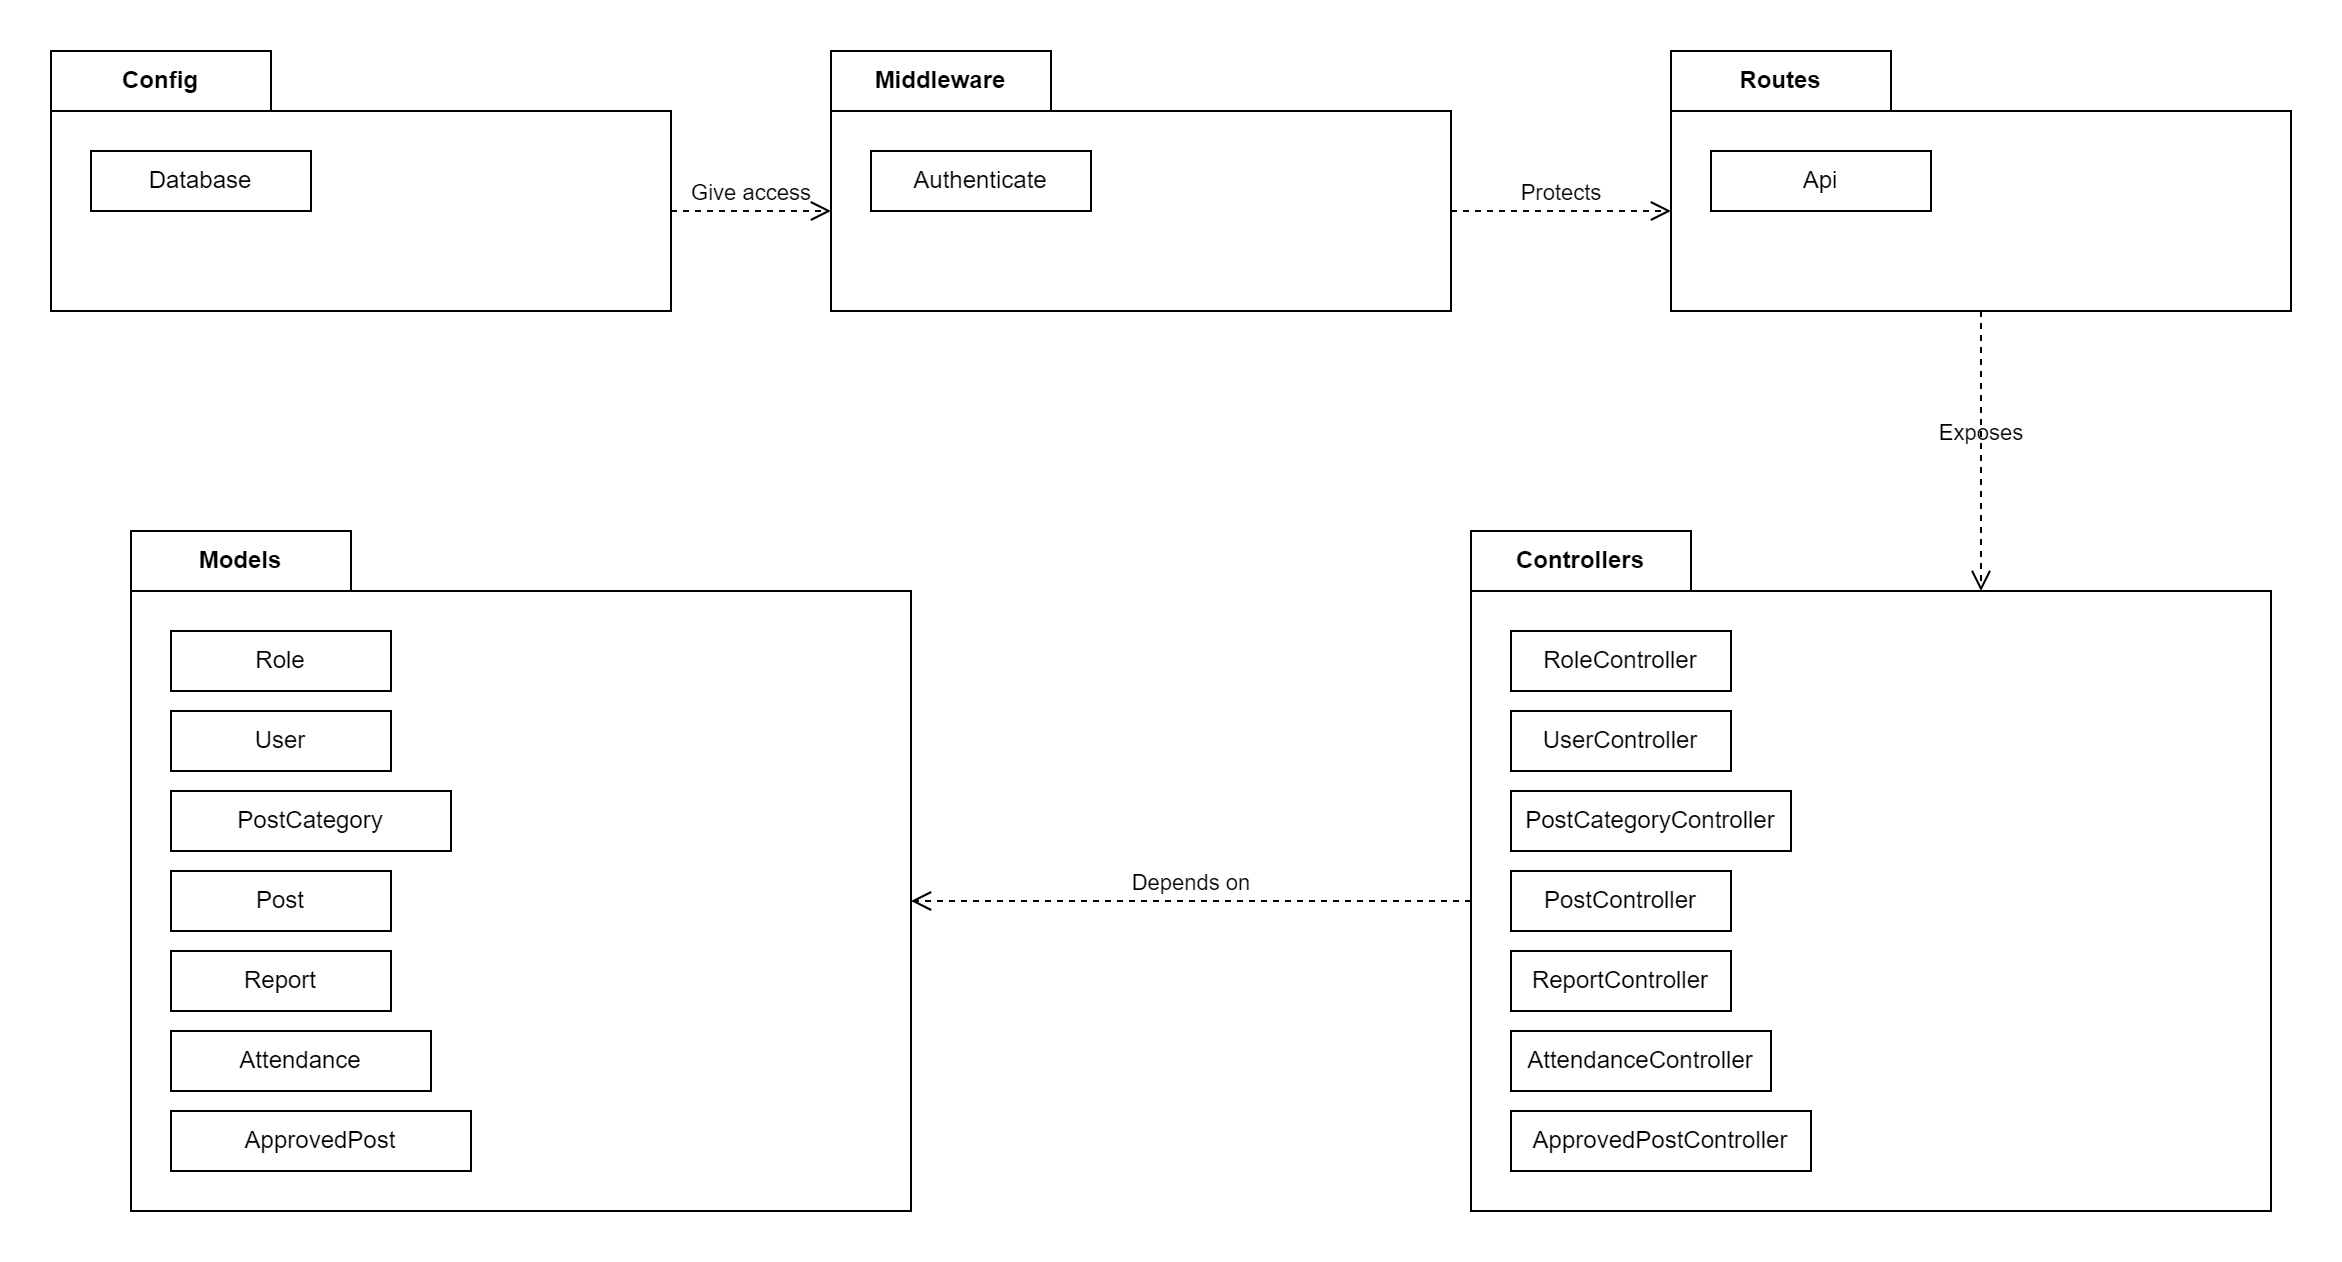 Config
Middleware
Routes
Database
Authenticate
Api
Give access
Protects
Exposes
Models
Controllers
Role
User
PostCategory
Post
Report
Attendance
ApprovedPost
Depends on
RoleController
UserController
PostCategoryController
PostController
ReportController
AttendanceController
ApprovedPostController